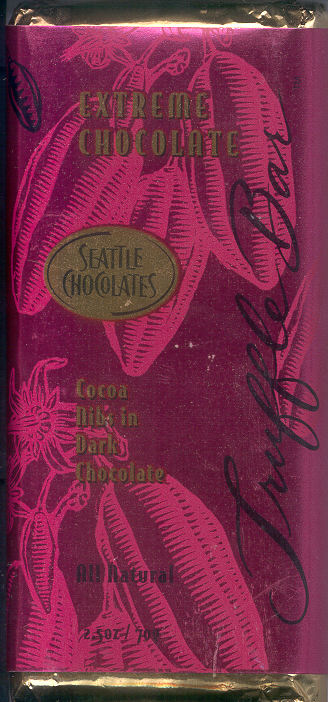 EXTREME
CHOCOLATE
SEATTLE
CHOCOLATES
Truffle Bar
Cocoa
Nibs in
Dark
Chocolate
All Natural
2.5oz / 70g